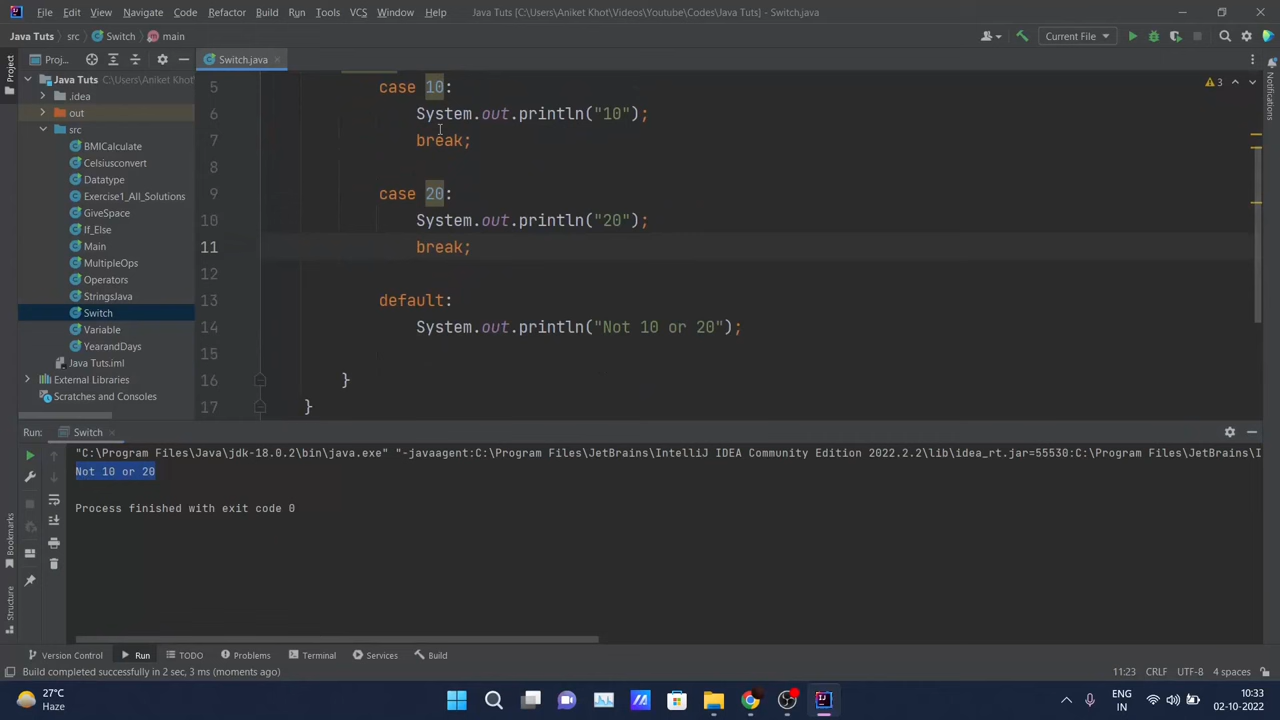 File Edit View Navigate Code Refactor Build Run Tools VCS Window Help Java Tuts [C:\Users\Aniket Khot\Videos\Youtube\Codes\Java Tuts] - Switch.java
Java Tuts src Switch main Current File
Project Proj... Switch.java Notifications
Java Tuts C:\Users\Aniket Khot\Vide
.idea
out
src
BMICalculate
Celsiusconvert
Datatype
Exercise1_All_Solutions
GiveSpace
If_Else
Main
MultipleOps
Operators
StringsJava
Switch
Variable
YearandDays
Java Tuts.iml
External Libraries
Scratches and Consoles
3
5 case 10:
6 System.out.println("10");
7 break;
8
9 case 20:
10 System.out.println("20");
11 break;
12
13 default:
14 System.out.println("Not 10 or 20");
15
16 }
17 }
Run: Switch
"C:\Program Files\Java\jdk-18.0.2\bin\java.exe" "-javaagent:C:\Program Files\JetBrains\IntelliJ IDEA Community Edition 2022.2.2\lib\idea_rt.jar=55530:C:\Program Files\JetBrains\I
Not 10 or 20
Process finished with exit code 0
Bookmarks
Structure
Version Control Run TODO Problems Terminal Services Build
Build completed successfully in 2 sec, 3 ms (moments ago) 11:23 CRLF UTF-8 4 spaces
27°C
Haze
ENG
IN
10:33
02-10-2022